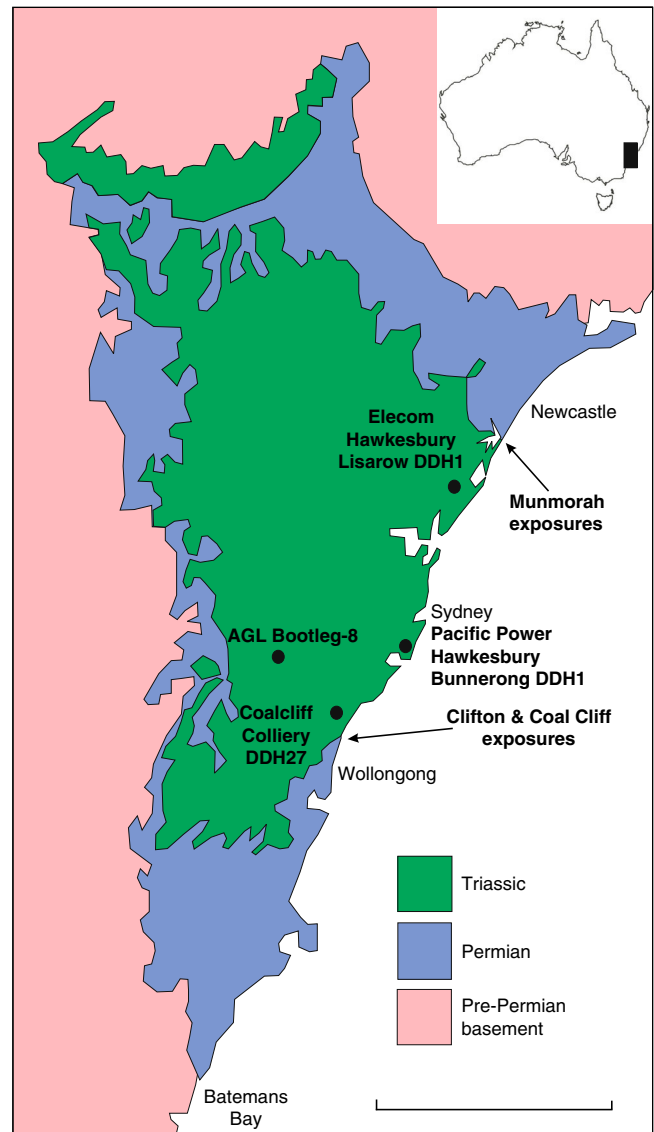 Newcastle
Elecom
Hawkesbury
Lisarow DDH1
Munmorah
exposures
Sydney
Pacific Power
Hawkesbury
Bunnerong DDH1
AGL Bootleg-8
Coalcliff
Colliery
DDH27
Clifton & Coal Cliff
exposures
Wollongong
Triassic
Permian
Pre-Permian
basement
Batemans
Bay